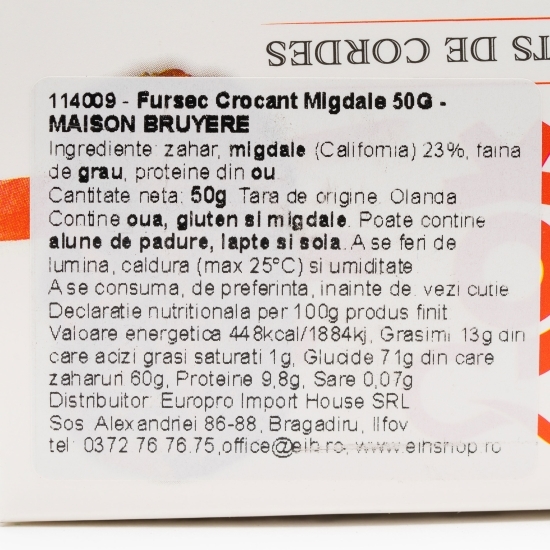 TS DE CORDES
114009 - Fursec Crocant Migdale 50G -
MAISON BRUYERE
Ingrediente: zahar, migdale (California) 23%, faina
de grau, proteine din ou
Cantitate neta: 50g Tara de origine: Olanda
Contine oua, gluten si migdale. Poate contine
alune de padure, lapte si soia. A se feri de
lumina, caldura (max 25°C) si umiditate
A se consuma, de preferinta, inainte de: vezi cutie
Declaratie nutritionala per 100g produs finit
Valoare energetica 448kcal/1884kj, Grasimi 13g din
care acizi grasi saturati 1g, Glucide 71g din care
zaharuri 60g, Proteine 9,8g, Sare 0,07g
Distribuitor: Europro Import House SRL
Sos. Alexandriei 86-88, Bragadiru, Ilfov
tel: 0372 76 76 75,office@eih.ro, www.eihshop.ro